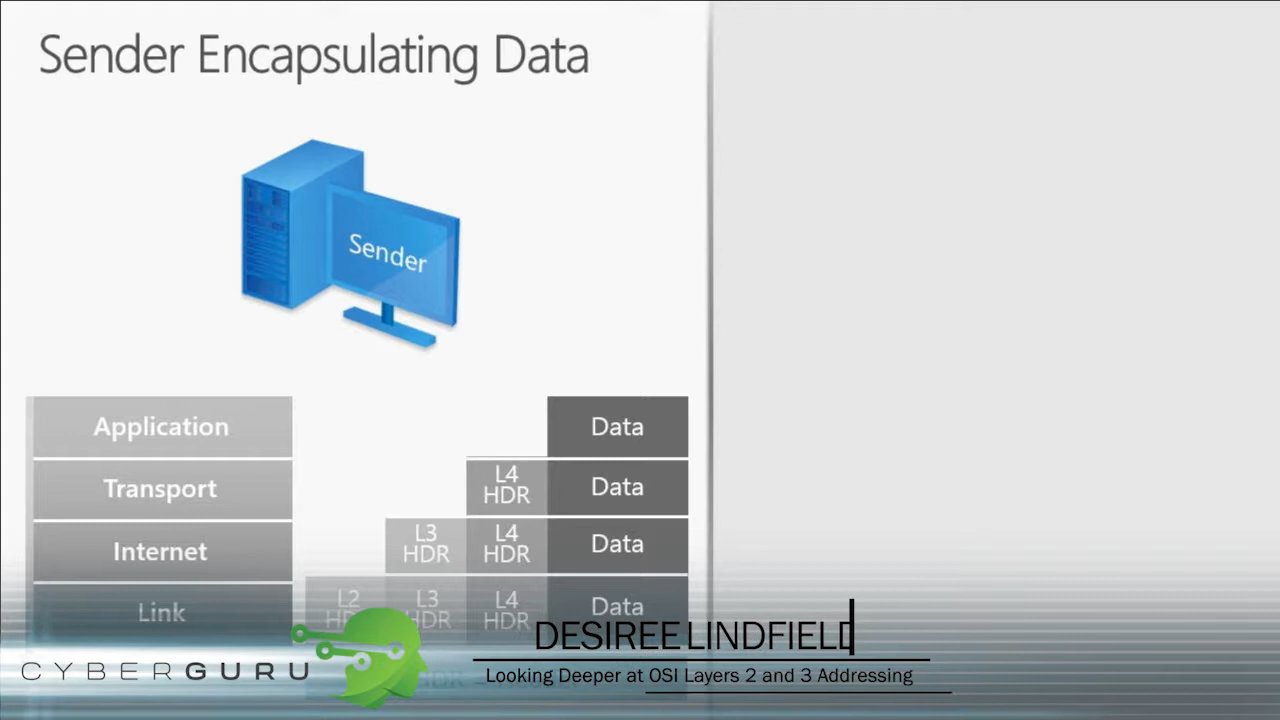 Sender Encapsulating Data
Sender
Application
Data
Transport
L4
HDR
Data
Internet
L3
HDR
L4
HDR
Data
Link
L2
L3
HDR
L4
HDR
Data
DESIREE LINDFIELD
CYBERGURU
Looking Deeper at OSI Layers 2 and 3 Addressing